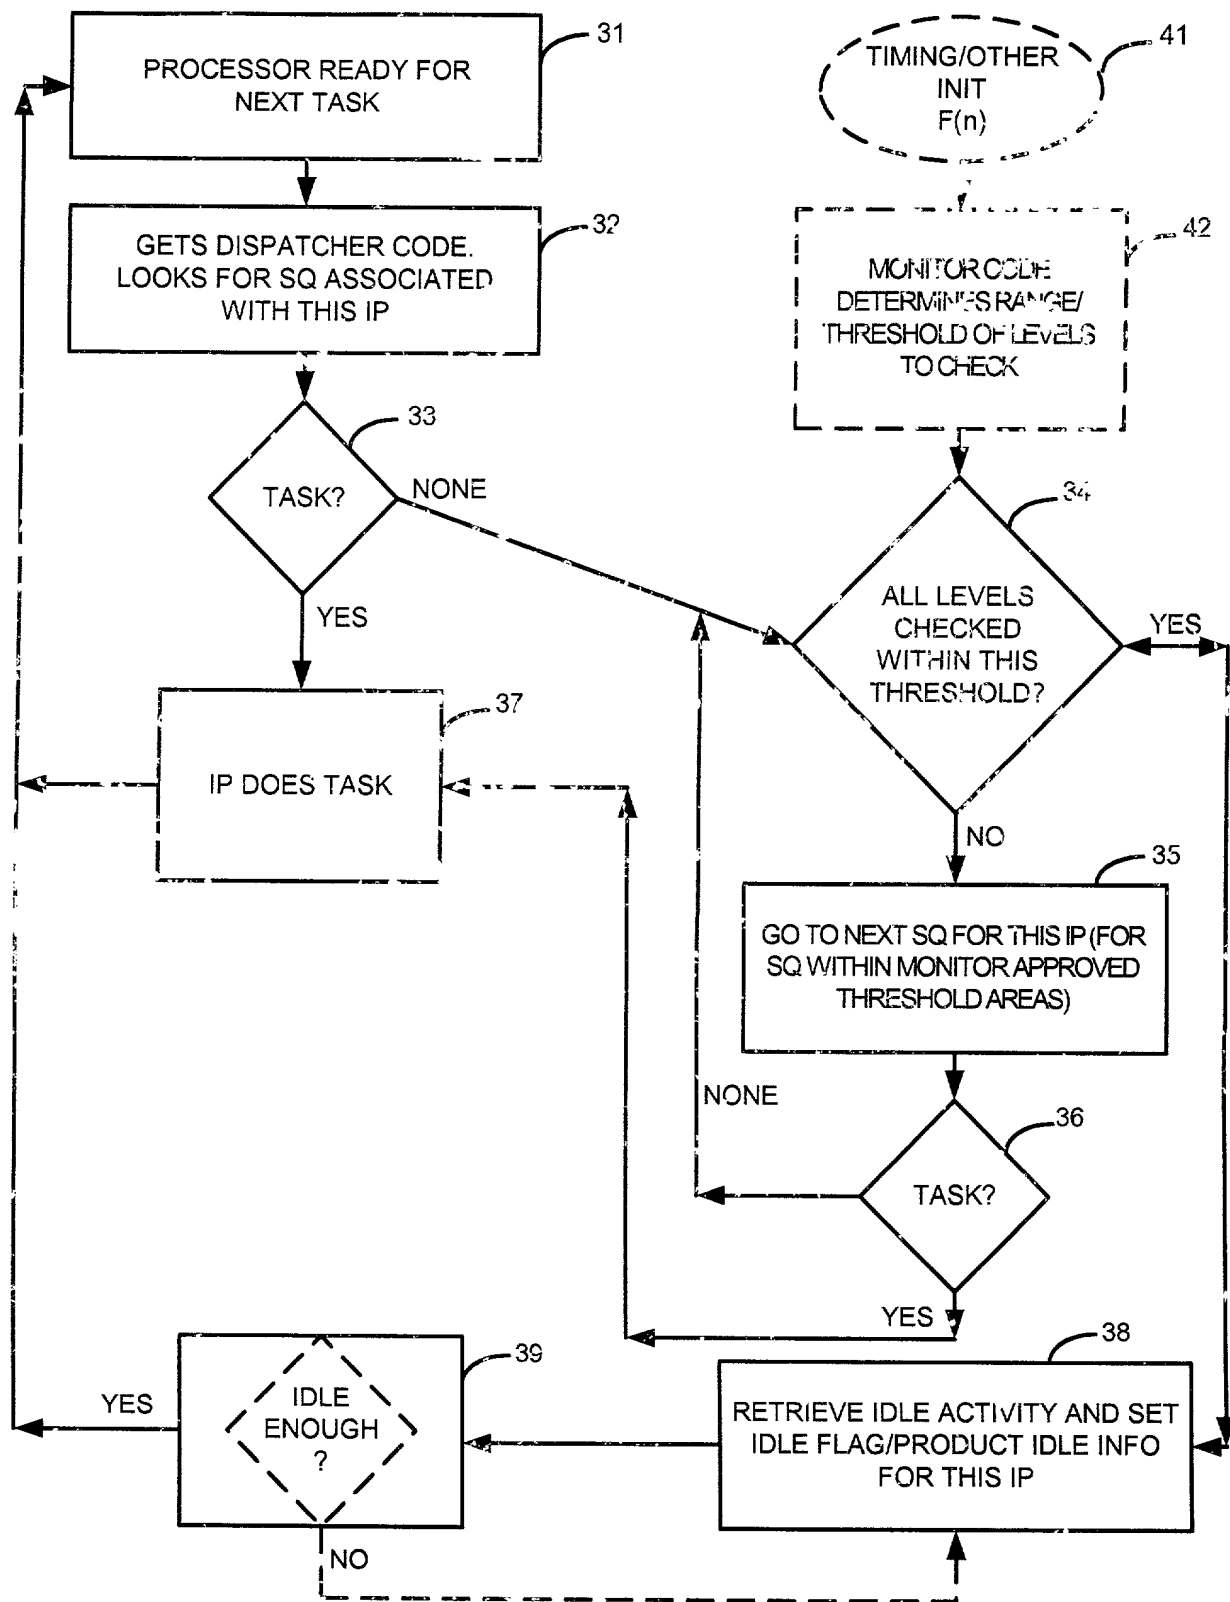 31
PROCESSOR READY FOR
NEXT TASK
41
TIMING/OTHER
INIT
F(n)
32
GETS DISPATCHER CODE.
LOOKS FOR SQ ASSOCIATED
WITH THIS IP
42
MONITOR CODE
DETERMINES RANGE/
THRESHOLD OF LEVELS
TO CHECK
33
TASK?
NONE
YES
34
ALL LEVELS
CHECKED
WITHIN THIS
THRESHOLD?
YES
NO
37
IP DOES TASK
35
GO TO NEXT SQ FOR THIS IP (FOR
SQ WITHIN MONITOR APPROVED
THRESHOLD AREAS)
NONE
36
TASK?
YES
38
RETRIEVE IDLE ACTIVITY AND SET
IDLE FLAG/PRODUCT IDLE INFO
FOR THIS IP
39
IDLE
ENOUGH
?
YES
NO